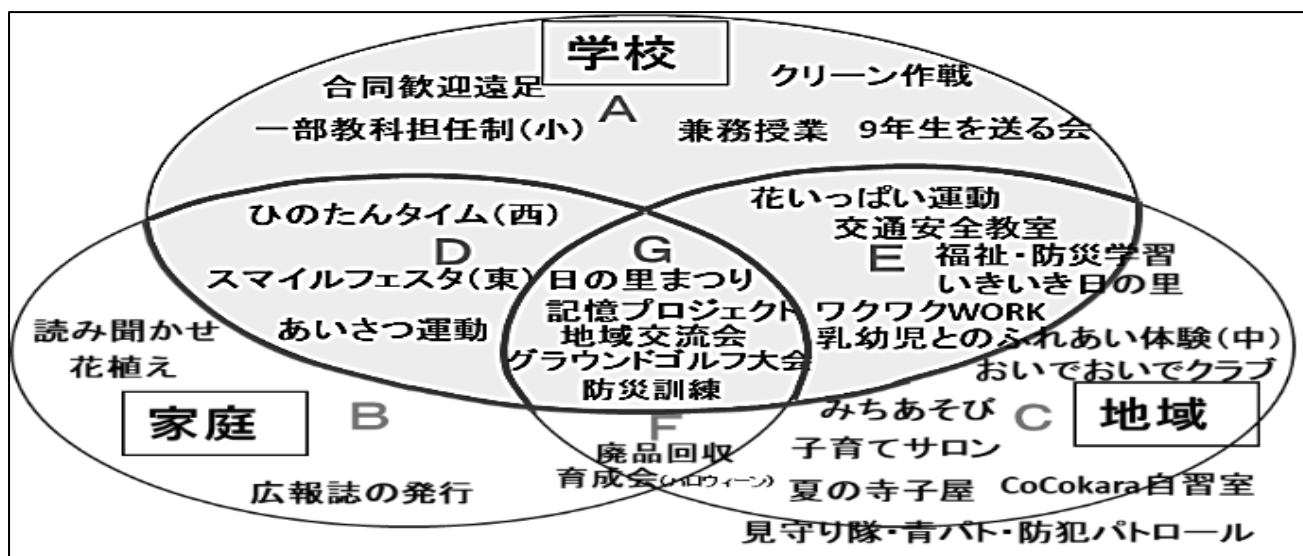 学校
クリーン作戦
合同歓迎遠足
A
一部教科担任制(小)
兼務授業 9年生を送る会
花いっぱい運動
ひのたんタイム(西)
交通安全教室
D
G
E
福祉・防災学習
スマイルフェスタ(東)
日の里まつり
いきいき日の里
記憶プロジェクト
ワクワクWORK
読み聞かせ
あいさつ運動
地域交流会
乳幼児とのふれあい体験(中)
花植え
グラウンドゴルフ大会
おいでおいでクラブ
防災訓練
家庭
B
F
みちあそび
C
地域
廃品回収
子育てサロン
育成会(ハロウィーン)
広報誌の発行
夏の寺子屋
CoCokara自習室
見守り隊・青パト・防犯パトロール